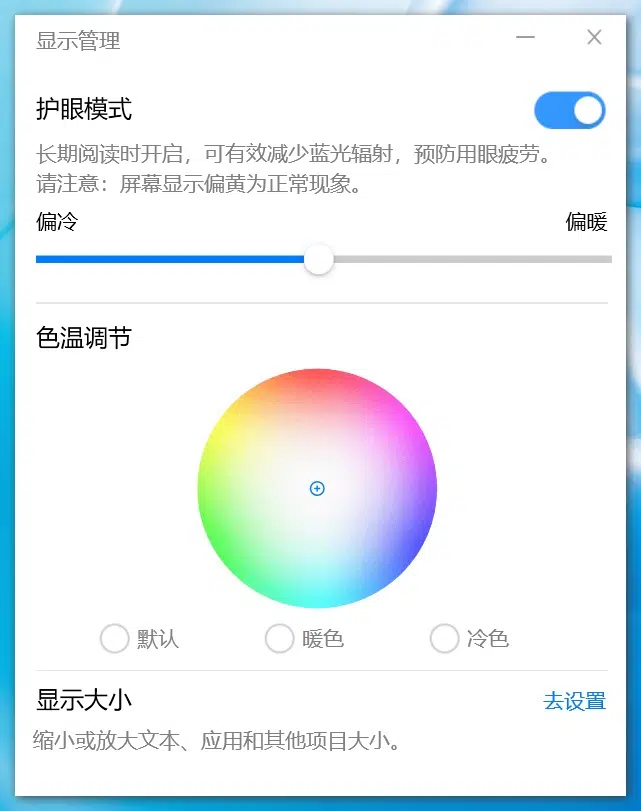 显示管理
护眼模式
长期阅读时开启，可有效减少蓝光辐射，预防用眼疲劳。
请注意：屏幕显示偏黄为正常现象。
偏冷 偏暖
色温调节
默认 暖色 冷色
显示大小 去设置
缩小或放大文本、应用和其他项目大小。